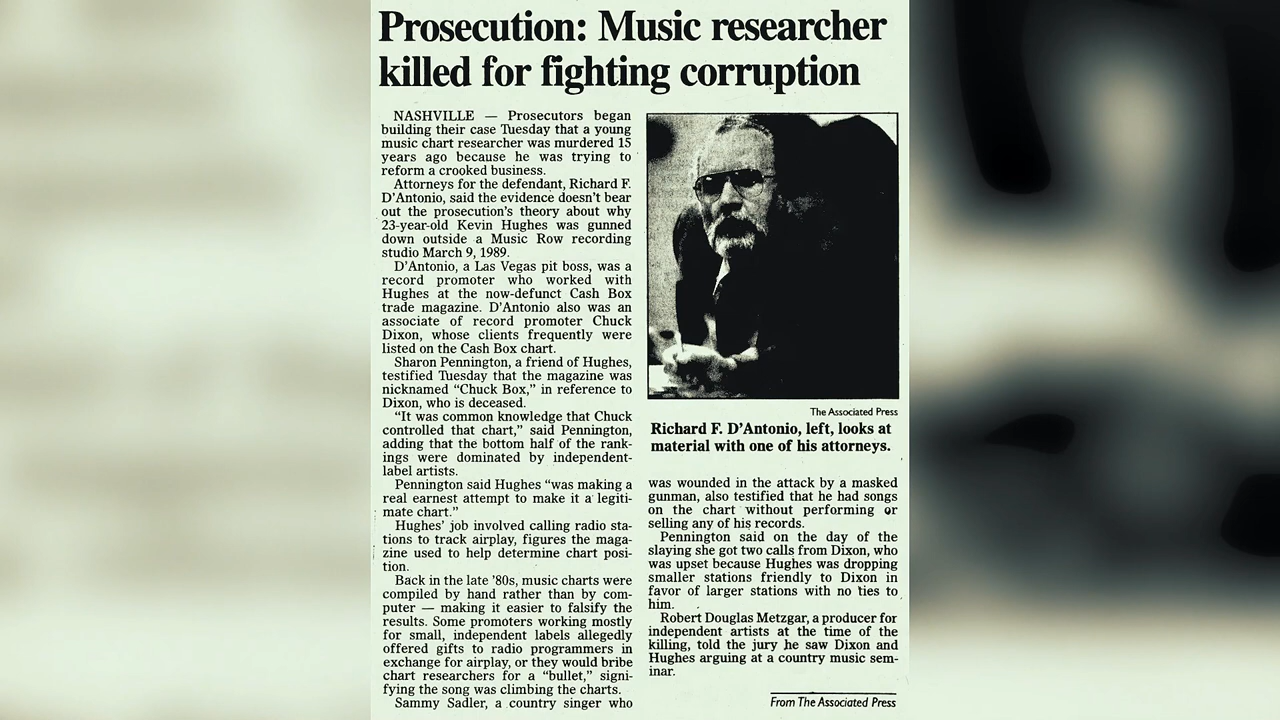 Prosecution: Music researcher
killed for fighting corruption
NASHVILLE — Prosecutors began
building their case Tuesday that a young
music chart researcher was murdered 15
years ago because he was trying to
reform a crooked business.
Attorneys for the defendant, Richard F.
D'Antonio, said the evidence doesn't bear
out the prosecution's theory about why
23-year-old Kevin Hughes was gunned
down outside a Music Row recording
studio March 9, 1989.
D'Antonio, a Las Vegas pit boss, was a
record promoter who worked with
Hughes at the now-defunct Cash Box
trade magazine. D'Antonio also was an
associate of record promoter Chuck
Dixon, whose clients frequently were
listed on the Cash Box chart.
Sharon Pennington, a friend of Hughes,
testified Tuesday that the magazine was
nicknamed "Chuck Box," in reference to
Dixon, who is deceased.
"It was common knowledge that Chuck
controlled that chart," said Pennington,
adding that the bottom half of the rank-
ings were dominated by independent-
label artists.
Pennington said Hughes "was making a
real earnest attempt to make it a legiti-
mate chart."
Hughes' job involved calling radio sta-
tions to track airplay, figures the maga-
zine used to help determine chart posi-
tion.
Back in the late '80s, music charts were
compiled by hand rather than by com-
puter — making it easier to falsify the
results. Some promoters working mostly
for small, independent labels allegedly
offered gifts to radio programmers in
exchange for airplay, or they would bribe
chart researchers for a "bullet," signi-
fying the song was climbing the charts.
Sammy Sadler, a country singer who
The Associated Press
Richard F. D'Antonio, left, looks at
material with one of his attorneys.
was wounded in the attack by a masked
gunman, also testified that he had songs
on the chart without performing or
selling any of his records.
Pennington said on the day of the
slaying she got two calls from Dixon, who
was upset because Hughes was dropping
smaller stations friendly to Dixon in
favor of larger stations with no ties to
him.
Robert Douglas Metzgar, a producer for
independent artists at the time of the
killing, told the jury he saw Dixon and
Hughes arguing at a country music sem-
inar.
From The Associated Press